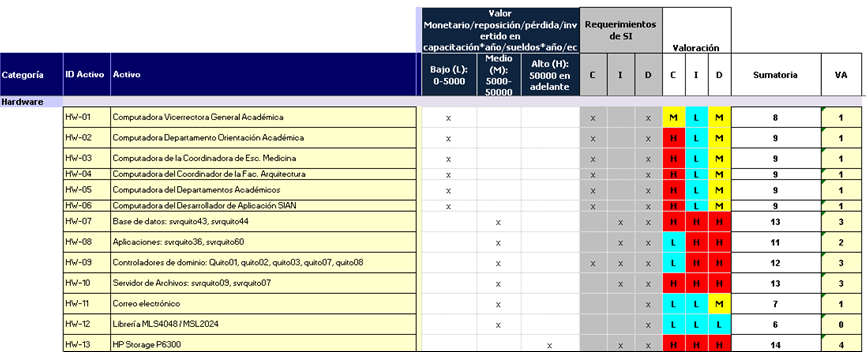 Valor
Monetario/reposición/pérdida/inv
ertido en
capacitación*año/sueldos*año/ec
Requerimientos
de SI
Valoración
Categoría ID Activo Activo Bajo (L): 0-5000 Medio (M): 5000-50000 Alto (H): 50000 en adelante C I D C I D Sumatoria VA
Hardware
HW-01 Computadora Vicerrectora General Académica x x x M L M 8 1
HW-02 Computadora Departamento Orientación Académica x x x H L M 9 1
HW-03 Computadora de la Coordinadora de Esc. Medicina x x x H L M 9 1
HW-04 Computadora del Coordinador de la Fac. Arquitectura x x x H L M 9 1
HW-05 Computadora del Departamentos Académicos x x x H L M 9 1
HW-06 Computadora del Desarrollador de Aplicación SIAN x x x H L M 9 1
HW-07 Base de datos: svrquito43, svrquito44 x x x H H H 13 3
HW-08 Aplicaciones: svrquito36, svrquito60 x x x L H H 11 2
HW-09 Controladores de dominio: Quito01, quito02, quito03, quito07, quito08 x x x x L H H 12 3
HW-10 Servidor de Archivos: svrquito09, svrquito07 x x x H H H 13 3
HW-11 Correo electrónico x x L L M 7 1
HW-12 Librería MLS4048 / MSL2024 x x L L L 6 0
HW-13 HP Storage P6300 x x x H H H 14 4